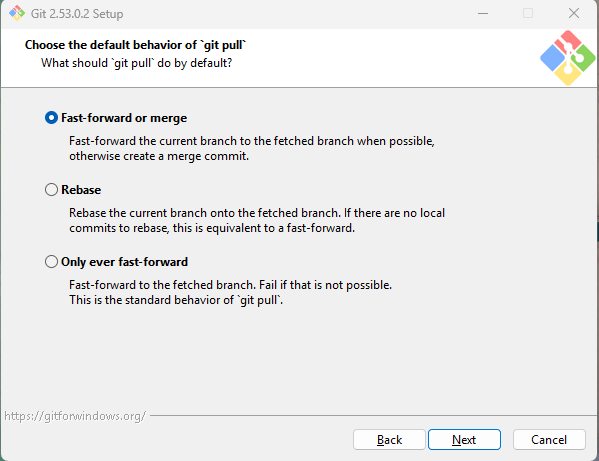 Git 2.53.0.2 Setup
Choose the default behavior of `git pull`
What should `git pull` do by default?
Fast-forward or merge
Fast-forward the current branch to the fetched branch when possible,
otherwise create a merge commit.
Rebase
Rebase the current branch onto the fetched branch. If there are no local
commits to rebase, this is equivalent to a fast-forward.
Only ever fast-forward
Fast-forward to the fetched branch. Fail if that is not possible.
This is the standard behavior of `git pull`.
https://gitforwindows.org/
Back Next Cancel